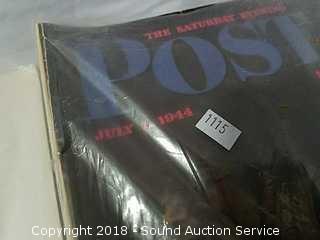 THE SATURDAY EVENING
POST
JULY 1944
1115
Copyright 2018 - Sound Auction Service